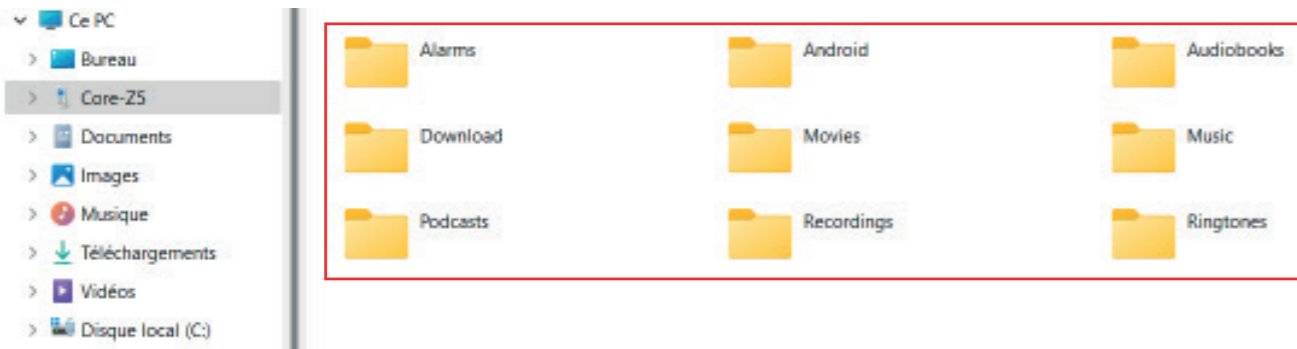 Ce PC
Bureau
Core-Z5
Documents
Images
Musique
Téléchargements
Vidéos
Disque local (C:)
Alarms
Android
Audiobooks
Download
Movies
Music
Podcasts
Recordings
Ringtones